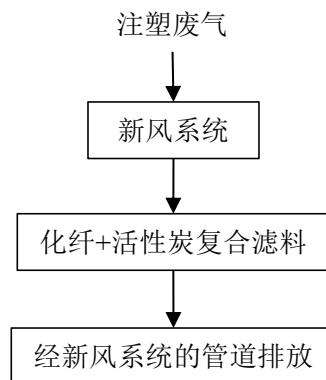 注塑废气
新风系统
化纤+活性炭复合滤料
经新风系统的管道排放